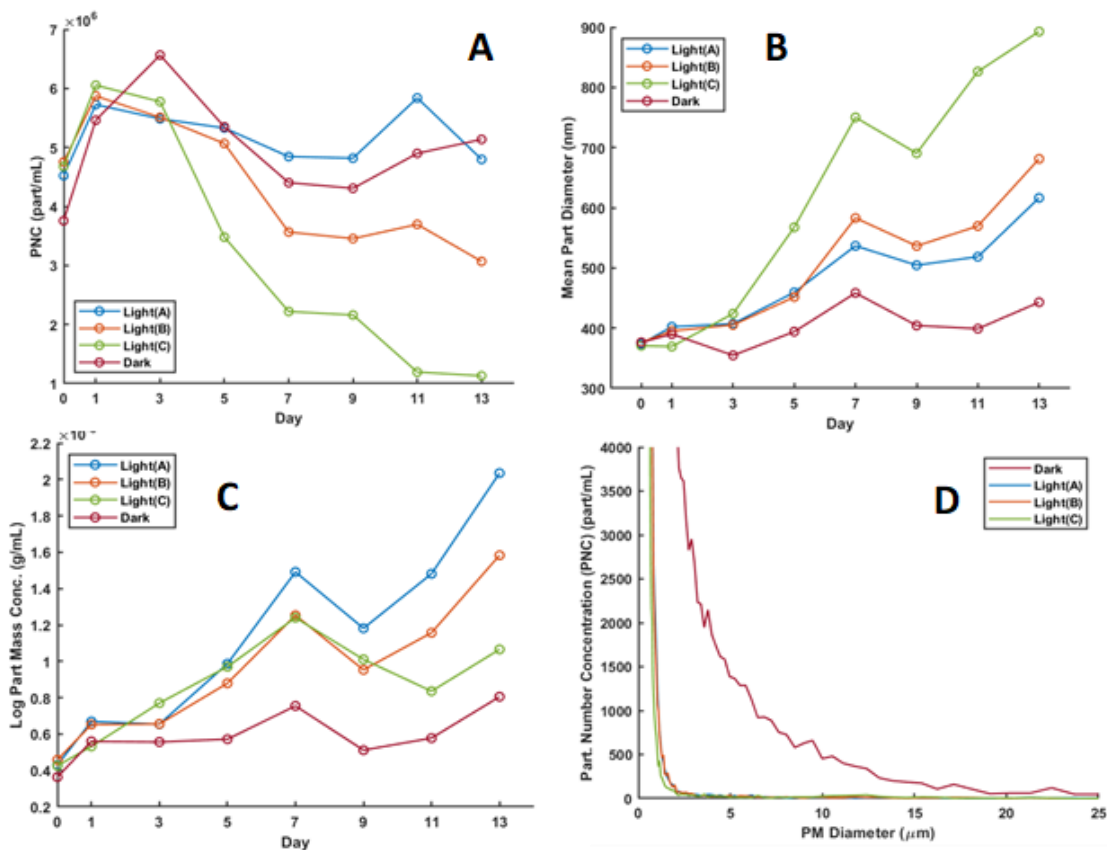 ×10⁶
A
7
6
5
4
3
2
1
PNC (part/mL)
Light(A)
Light(B)
Light(C)
Dark
0 1 3 5 7 9 11 13
Day
B
900
800
700
600
500
400
300
Mean Part Diameter (nm)
Light(A)
Light(B)
Light(C)
Dark
0 1 3 5 7 9 11 13
Day
C
2.2
2
1.8
1.6
1.4
1.2
1
0.8
0.6
0.4
0.2
Log Part Mass Conc. (g/mL)
Light(A)
Light(B)
Light(C)
Dark
0 1 3 5 7 9 11 13
Day
D
4000
3500
3000
2500
2000
1500
1000
500
0
Part. Number Concentration (PNC) (part/mL)
Dark
Light(A)
Light(B)
Light(C)
0 5 10 15 20 25
PM Diameter (μm)